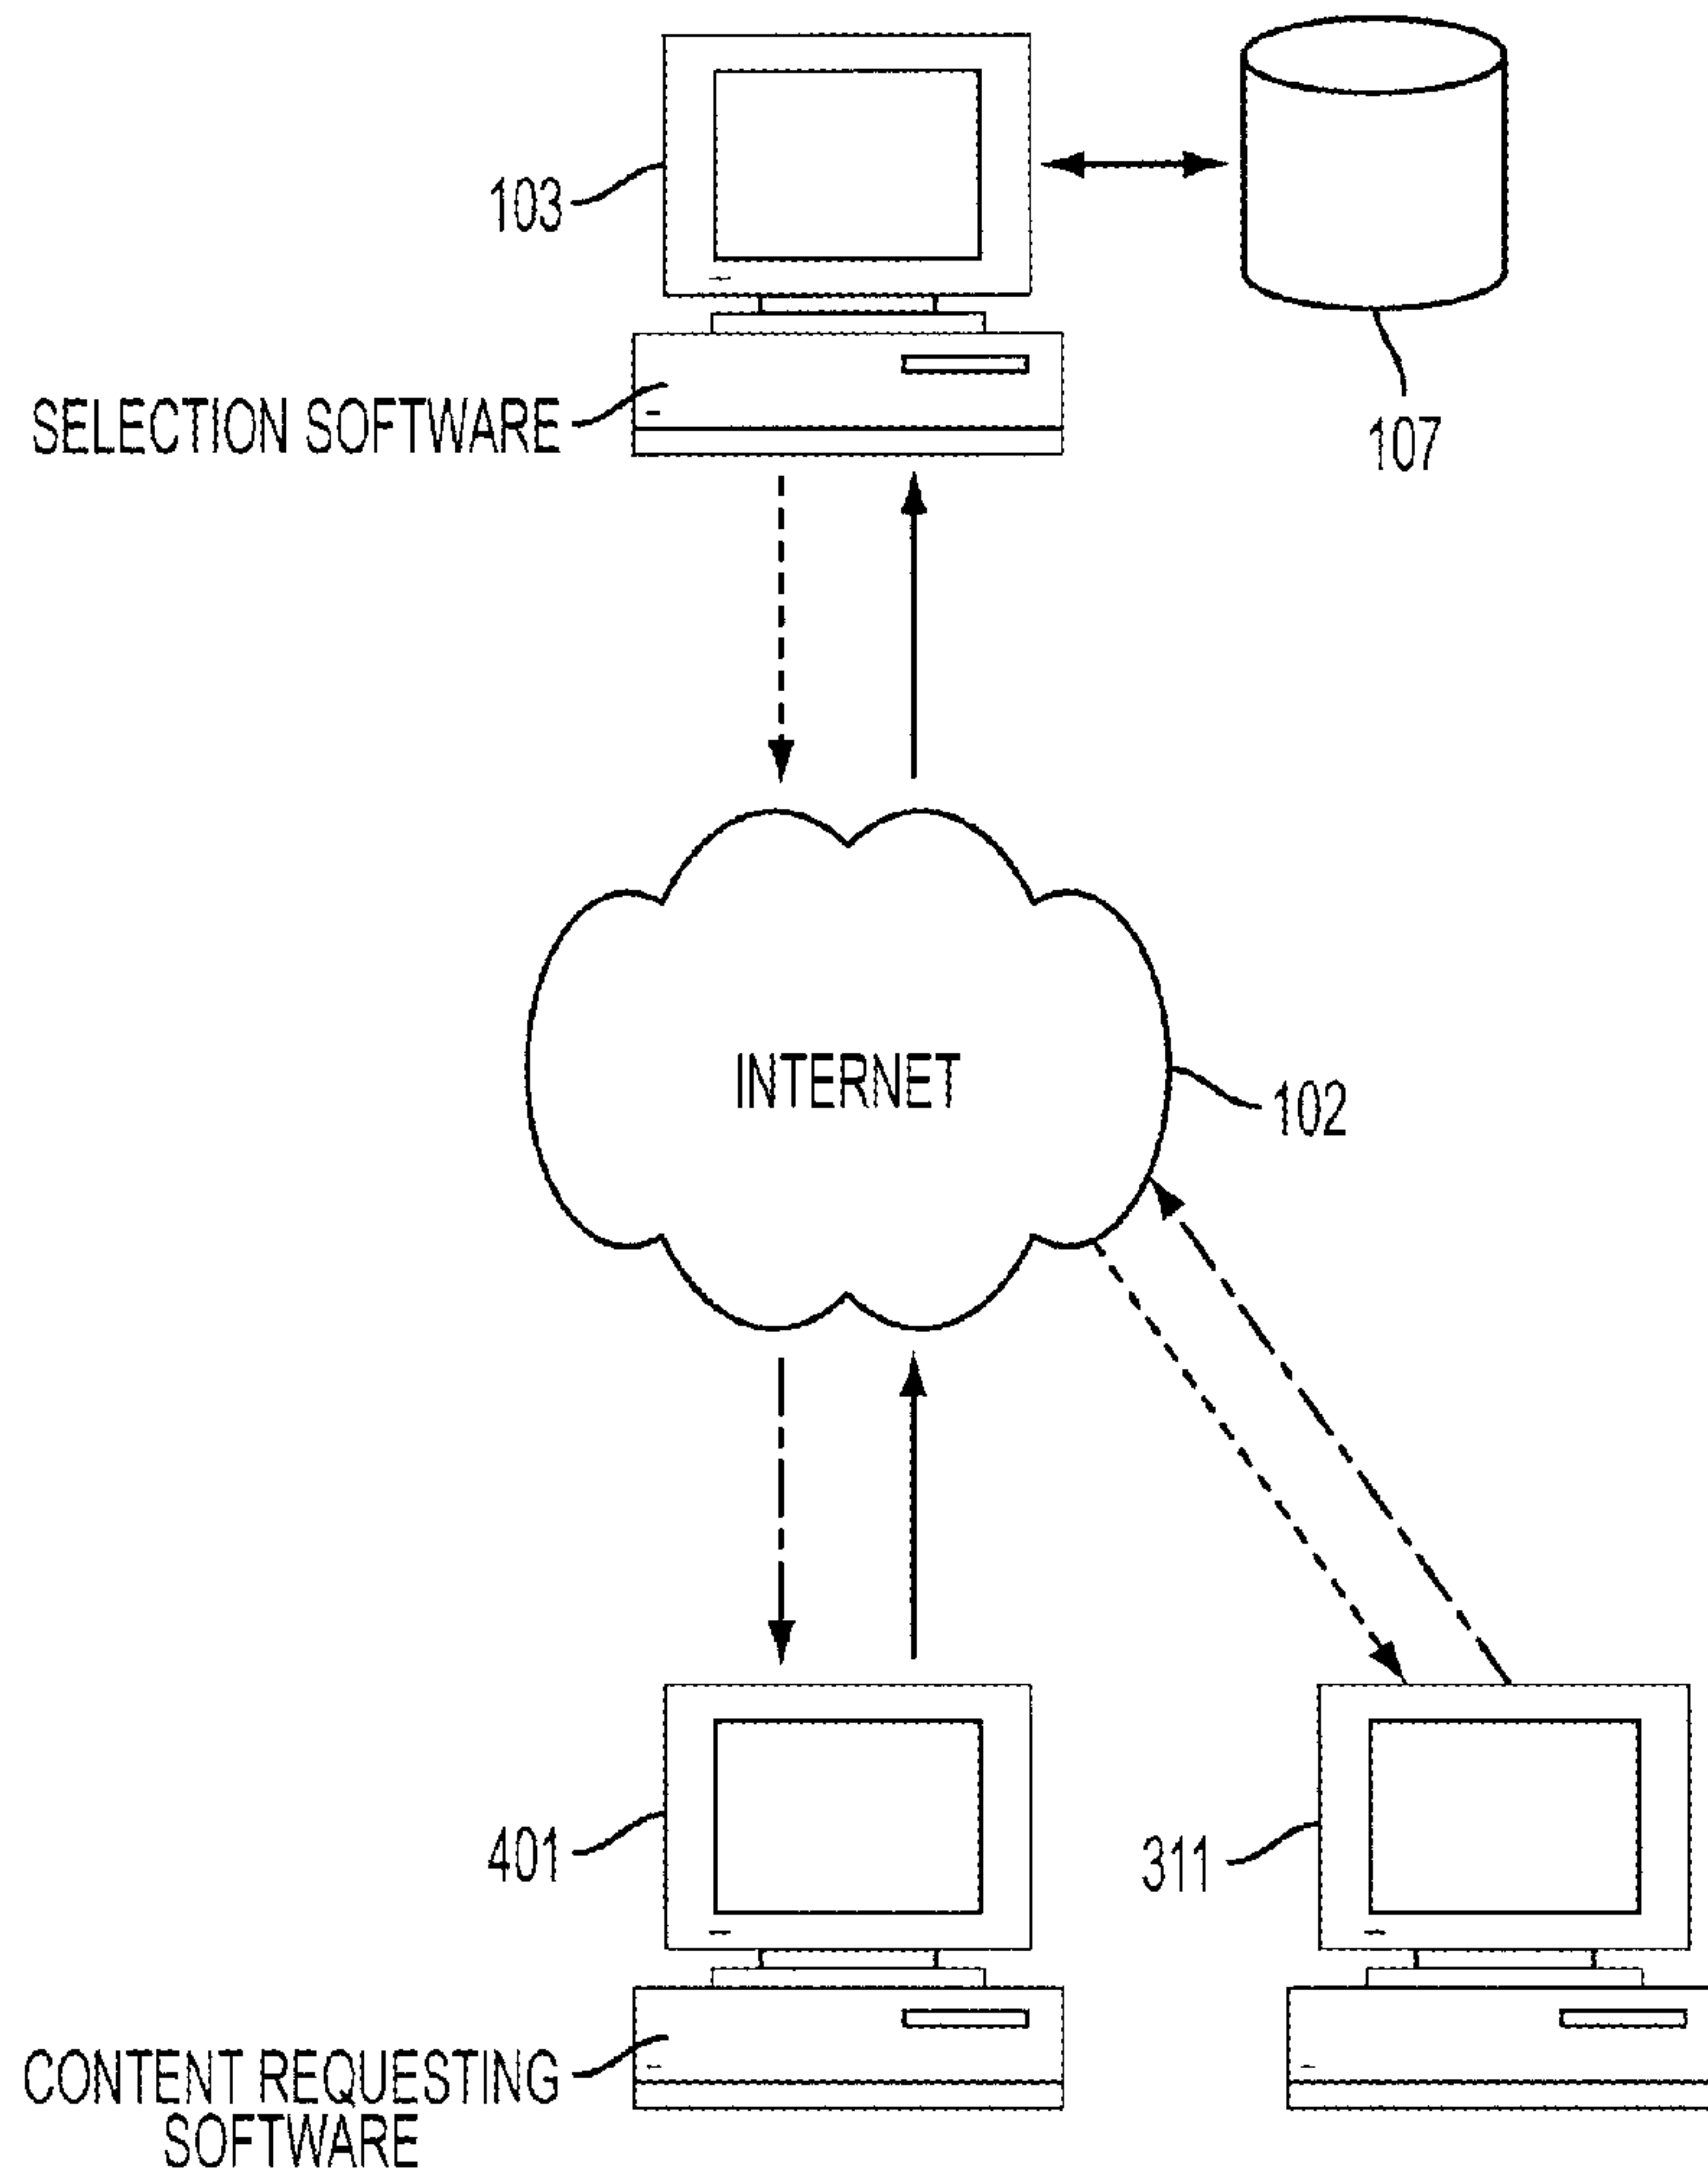 103
SELECTION SOFTWARE
107
INTERNET
102
401
311
CONTENT REQUESTING
SOFTWARE